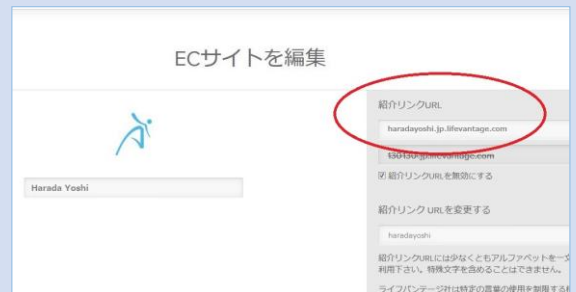 ECサイトを編集
紹介リンクURL
haradayoshi.jp.lifevantage.com
Harada Yoshi
紹介リンクURLを無効にする
紹介リンク URLを変更する
haradayoshi
紹介リンクURLには少なくともアルファベットを一文
利用下さい。特殊文字を含めることはできません。
ライフバンテージ社は特定の言葉の使用を制限する